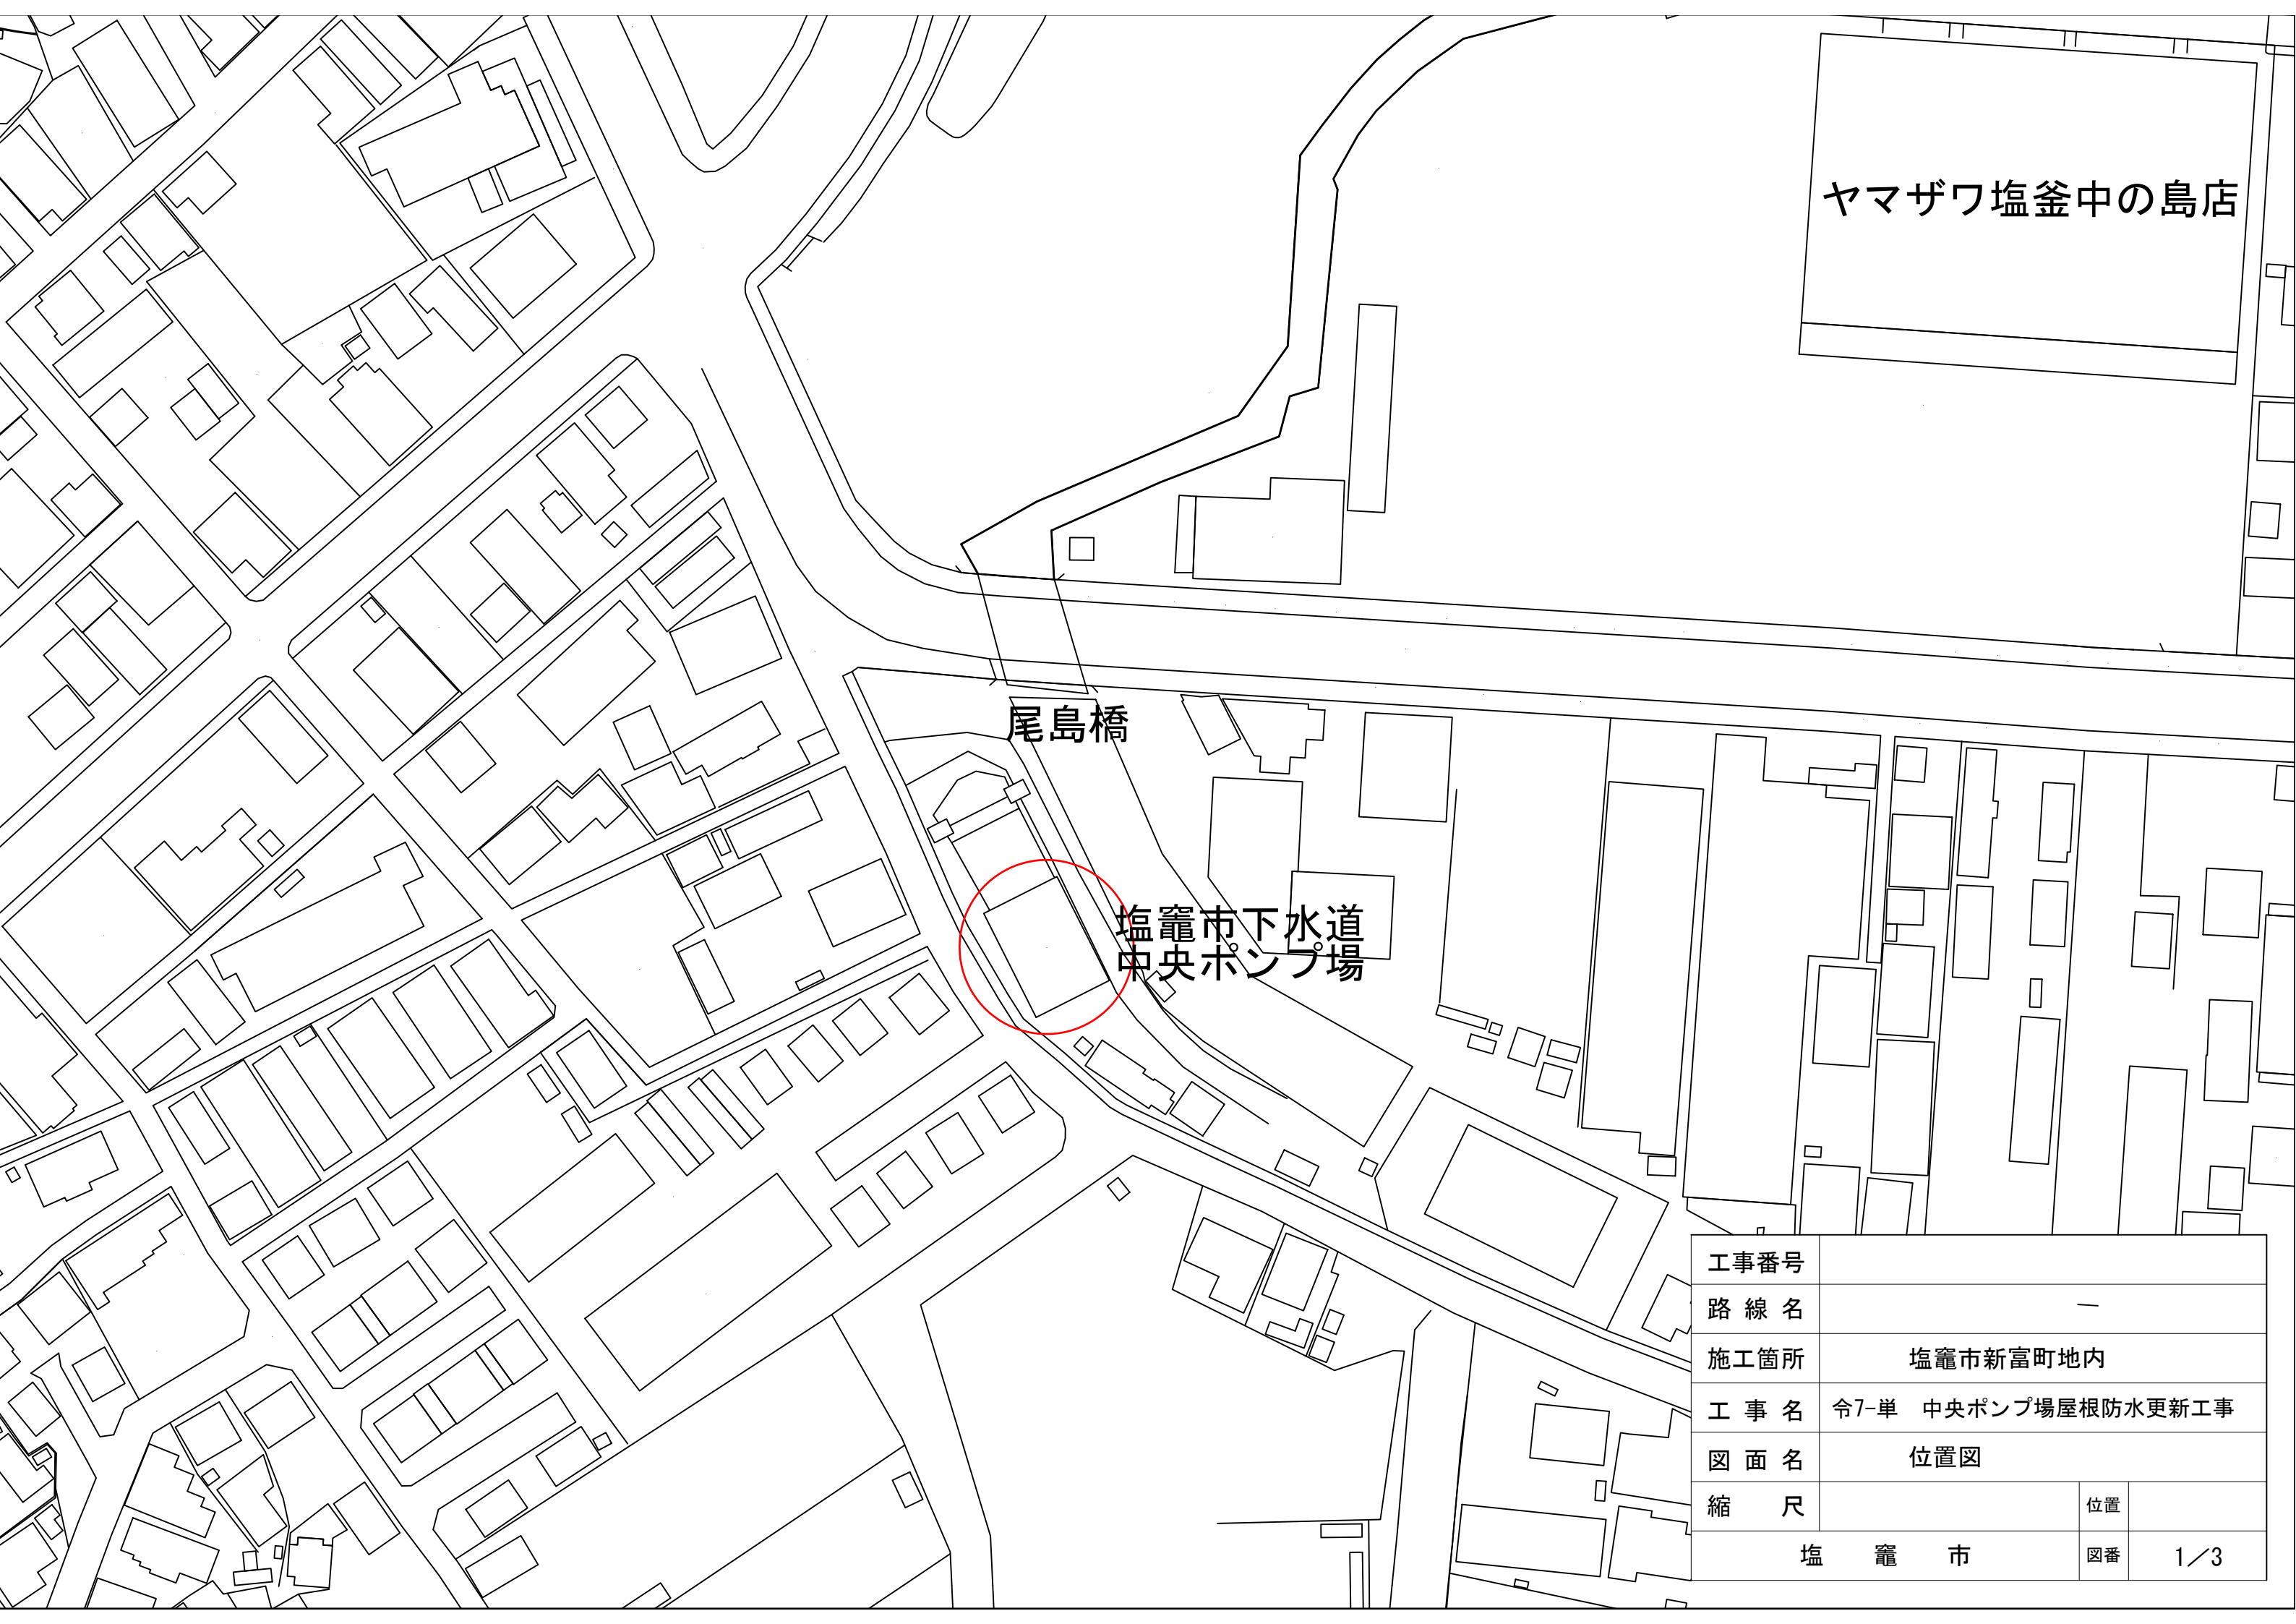 ヤマザワ塩釜中の島店
尾島橋
塩竈市下水道
中央ポンプ場
工事番号
路線名 ―
施工箇所 塩竈市新富町地内
工事名 令7-単 中央ポンプ場屋根防水更新工事
図面名 位置図
縮尺 位置
塩竈市 図番 1/3